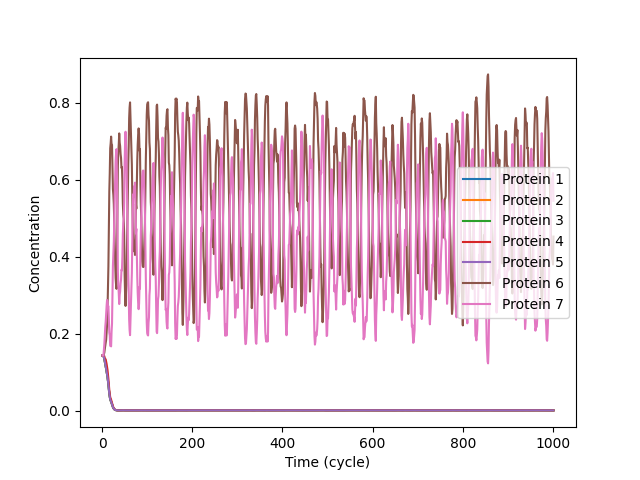 0.8
0.6
0.4
0.2
0.0
Concentration
0
200
400
600
800
1000
Time (cycle)
Protein 1
Protein 2
Protein 3
Protein 4
Protein 5
Protein 6
Protein 7